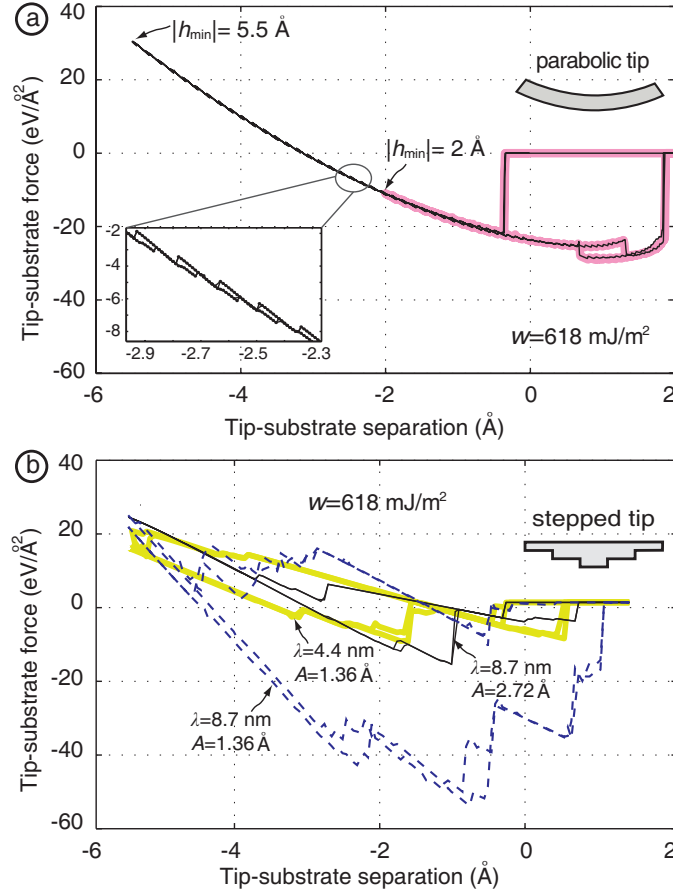 a
|h_min|= 5.5 Å
parabolic tip
|h_min|= 2 Å
w=618 mJ/m²
40
20
0
-20
-40
-60
Tip-substrate force (eV/Å²)
-2
-4
-6
-8
-2.9
-2.7
-2.5
-2.3
-6
-4
-2
0
2
Tip-substrate separation (Å)
b
w=618 mJ/m²
stepped tip
λ=4.4 nm
A=1.36 Å
λ=8.7 nm
A=2.72 Å
λ=8.7 nm
A=1.36 Å
40
20
0
-20
-40
-60
Tip-substrate force (eV/Å²)
-6
-4
-2
0
2
Tip-substrate separation (Å)